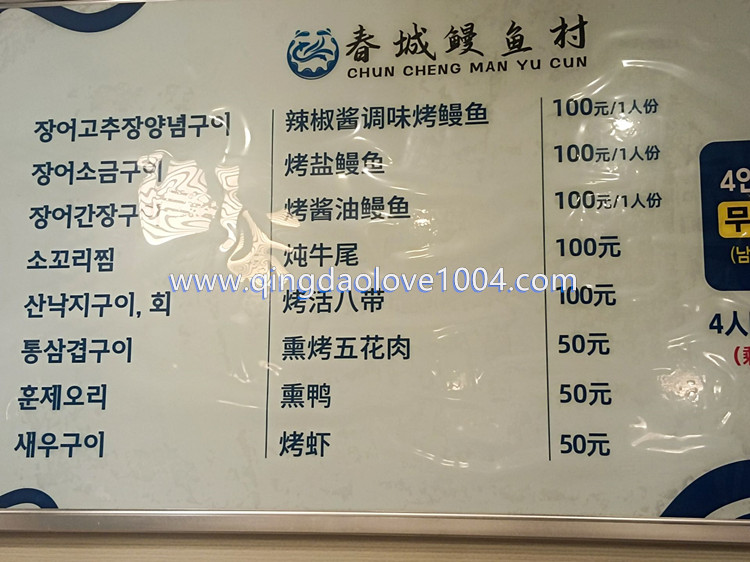 春城鳗鱼村
CHUN CHENG MAN YU CUN
장어고추장양념구이 辣椒酱调味烤鳗鱼 100元/1人份
장어소금구이 烤盐鳗鱼 100元/1人份
장어간장구 烤酱油鳗鱼 100元/1人份
소꼬리찜 炖牛尾 100元
www.qingdaolove1004.com
산낙지구이, 회 烤活八带 100元
통삼겹구이 熏烤五花肉 50元
훈제오리 熏鸭 50元
새우구이 烤虾 50元
4인
무
(남
4人